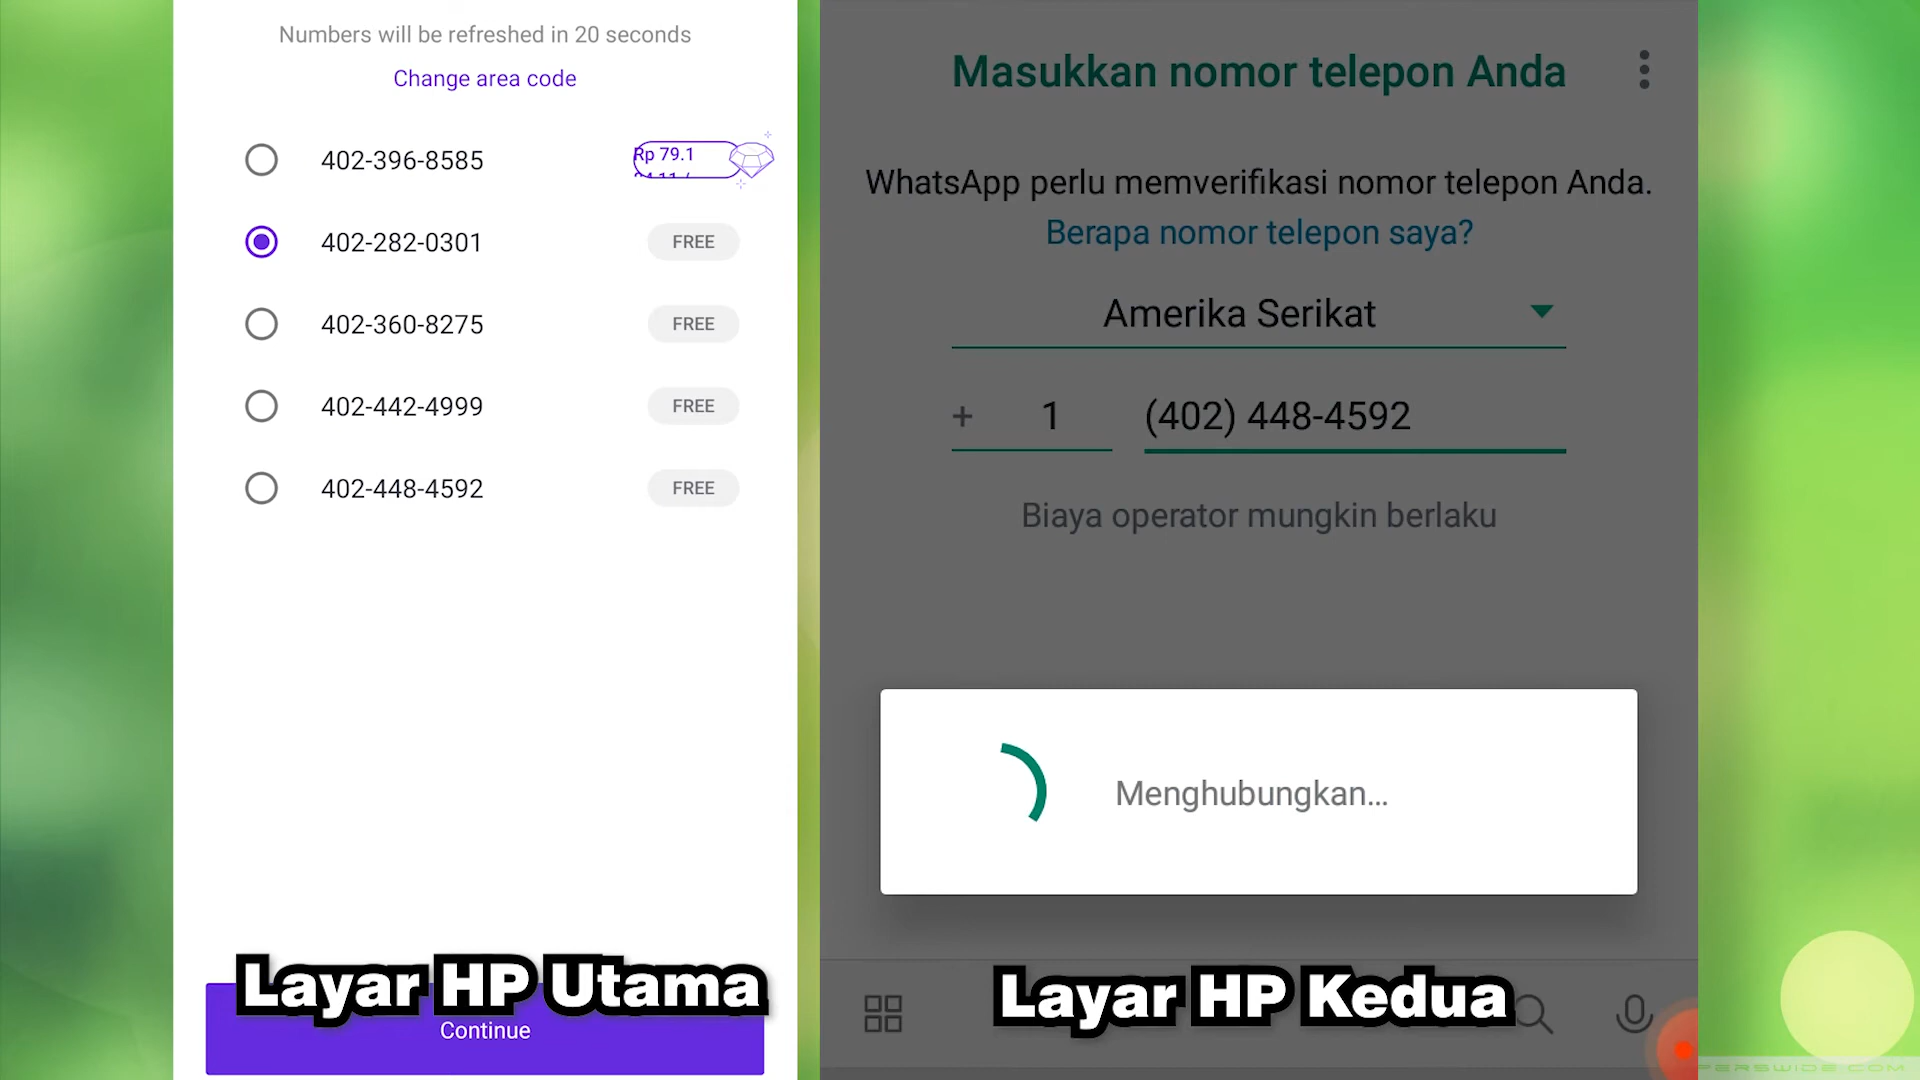 Numbers will be refreshed in 20 seconds
Change area code
402-396-8585
Rp 79.1
402-282-0301 FREE
402-360-8275 FREE
402-442-4999 FREE
402-448-4592 FREE
Layar HP Utama
Continue
Masukkan nomor telepon Anda
WhatsApp perlu memverifikasi nomor telepon Anda.
Berapa nomor telepon saya?
Amerika Serikat
+ 1 (402) 448-4592
Biaya operator mungkin berlaku
Menghubungkan...
Layar HP Kedua